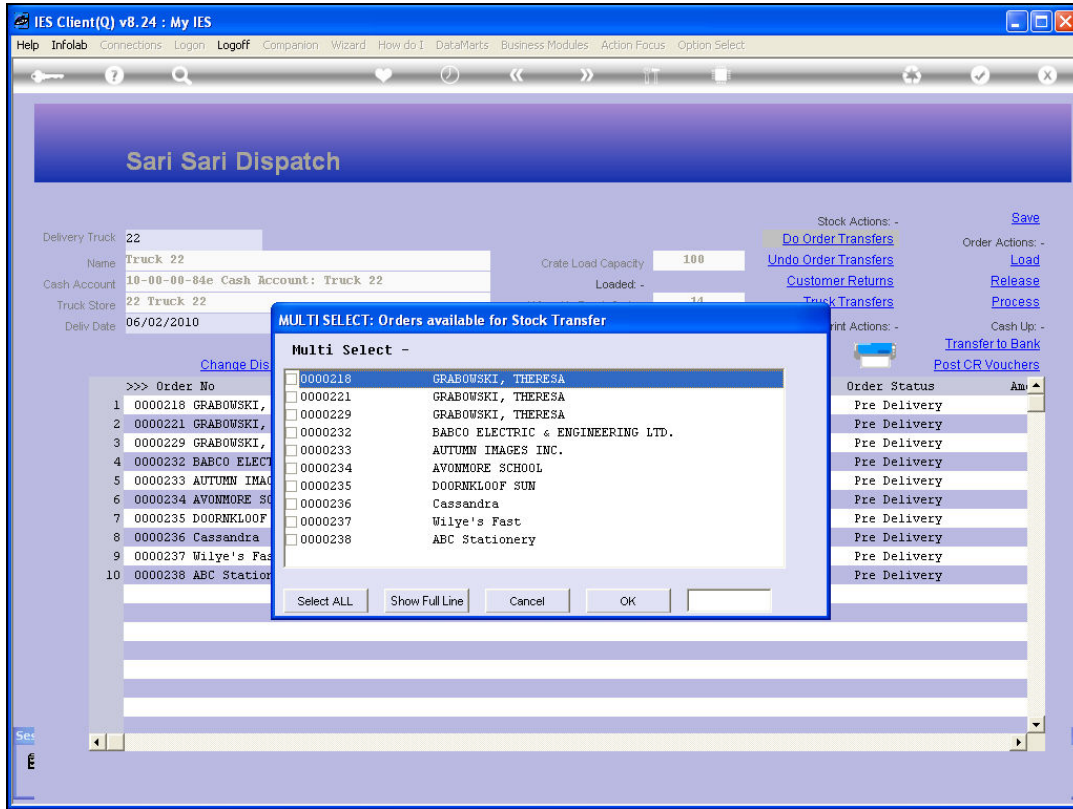 IES Client(Q) v8.24 : My IES
Help Infolab Connections Logon Logoff Companion Wizard How do I DataMarts Business Modules Action Focus Option Select
Sari Sari Dispatch
Stock Actions: - Save
Delivery Truck 22 Do Order Transfers Order Actions: -
Name Truck 22 Crate Load Capacity 100 Undo Order Transfers Load
Cash Account 10-00-00-84e Cash Account: Truck 22 Loaded: - Customer Returns Release
Truck Store 22 Truck 22 14 Truck Transfers Process
Deliv Date 06/02/2010 rint Actions: - Cash Up: -
Transfer to Bank
Change Dis Post CR Vouchers
>>> Order No Order Status Am
1 0000218 GRABOWSKI, Pre Delivery
2 0000221 GRABOWSKI, Pre Delivery
3 0000229 GRABOWSKI, Pre Delivery
4 0000232 BABCO ELECT Pre Delivery
5 0000233 AUTUMN IMAG Pre Delivery
6 0000234 AVONMORE SC Pre Delivery
7 0000235 DOORNKLOOF Pre Delivery
8 0000236 Cassandra Pre Delivery
9 0000237 Wilye's Fas Pre Delivery
10 0000238 ABC Station Pre Delivery
MULTI SELECT: Orders available for Stock Transfer
Multi Select -
0000218 GRABOWSKI, THERESA
0000221 GRABOWSKI, THERESA
0000229 GRABOWSKI, THERESA
0000232 BABCO ELECTRIC & ENGINEERING LTD.
0000233 AUTUMN IMAGES INC.
0000234 AVONMORE SCHOOL
0000235 DOORNKLOOF SUN
0000236 Cassandra
0000237 Wilye's Fast
0000238 ABC Stationery
Select ALL Show Full Line Cancel OK
Ses